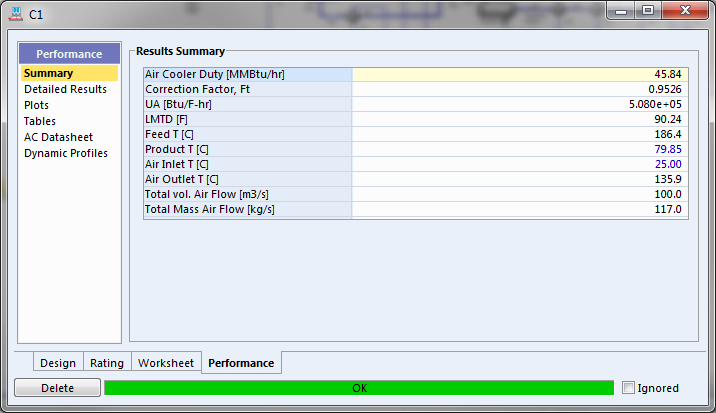 C1
Performance
Summary
Detailed Results
Plots
Tables
AC Datasheet
Dynamic Profiles
Results Summary
Air Cooler Duty [MMBtu/hr] 45.84
Correction Factor, Ft 0.9526
UA [Btu/F-hr] 5.080e+05
LMTD [F] 90.24
Feed T [C] 186.4
Product T [C] 79.85
Air Inlet T [C] 25.00
Air Outlet T [C] 135.9
Total vol. Air Flow [m3/s] 100.0
Total Mass Air Flow [kg/s] 117.0
Design Rating Worksheet Performance
Delete OK Ignored